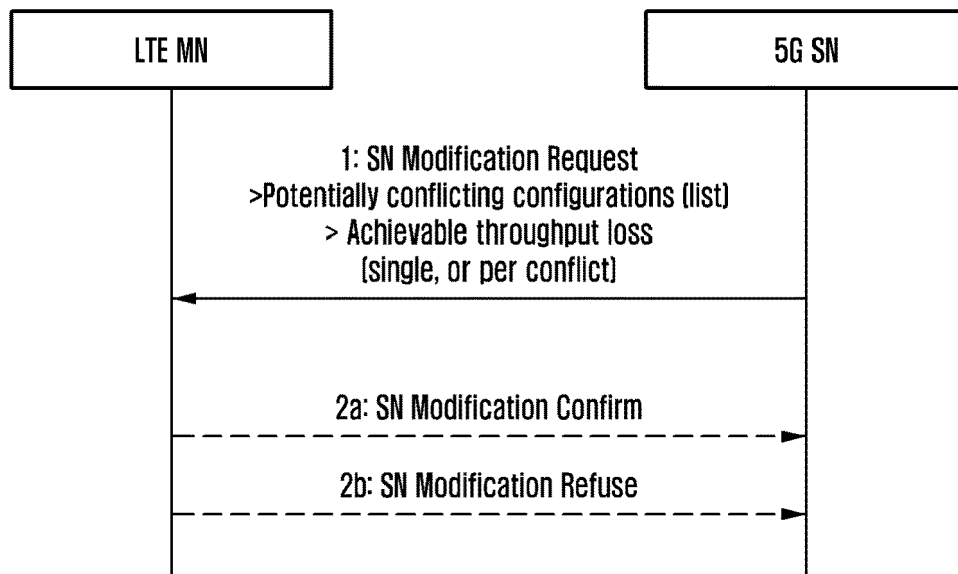 LTE MN
5G SN
1: SN Modification Request
>Potentially conflicting configurations (list)
> Achievable throughput loss
(single, or per conflict)
2a: SN Modification Confirm
2b: SN Modification Refuse